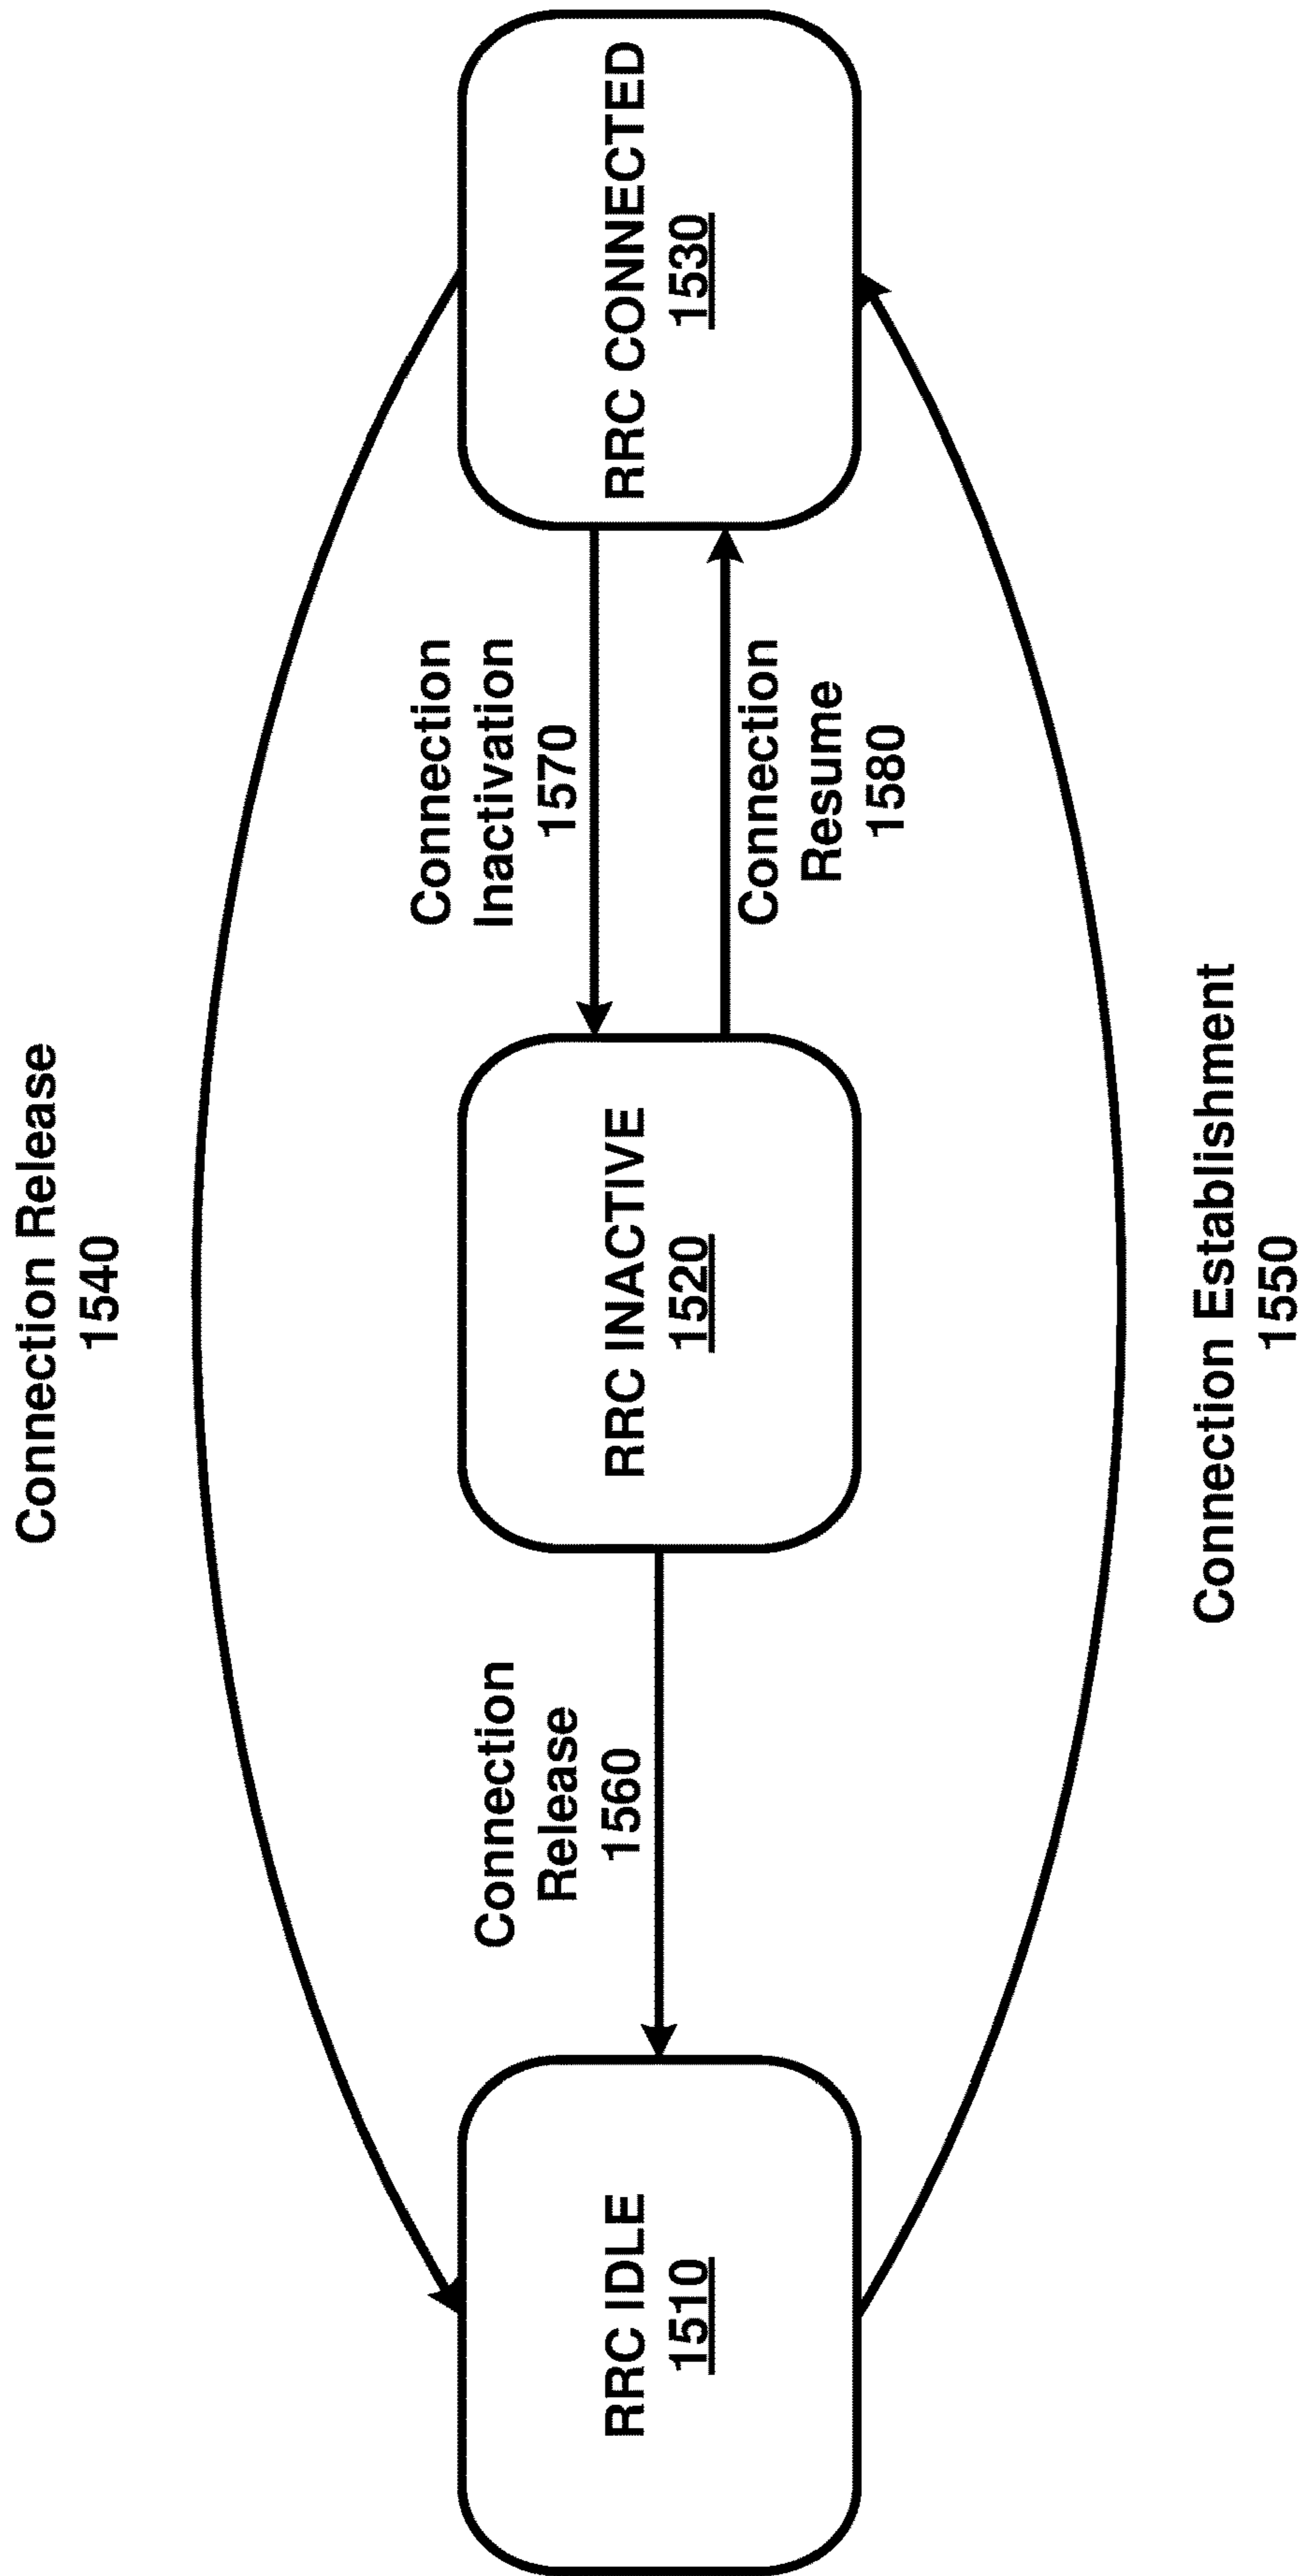 Connection Release
1540
Connection
Inactivation
1570
Connection
Release
1560
RRC IDLE
1510
RRC INACTIVE
1520
RRC CONNECTED
1530
Connection
Resume
1580
Connection Establishment
1550